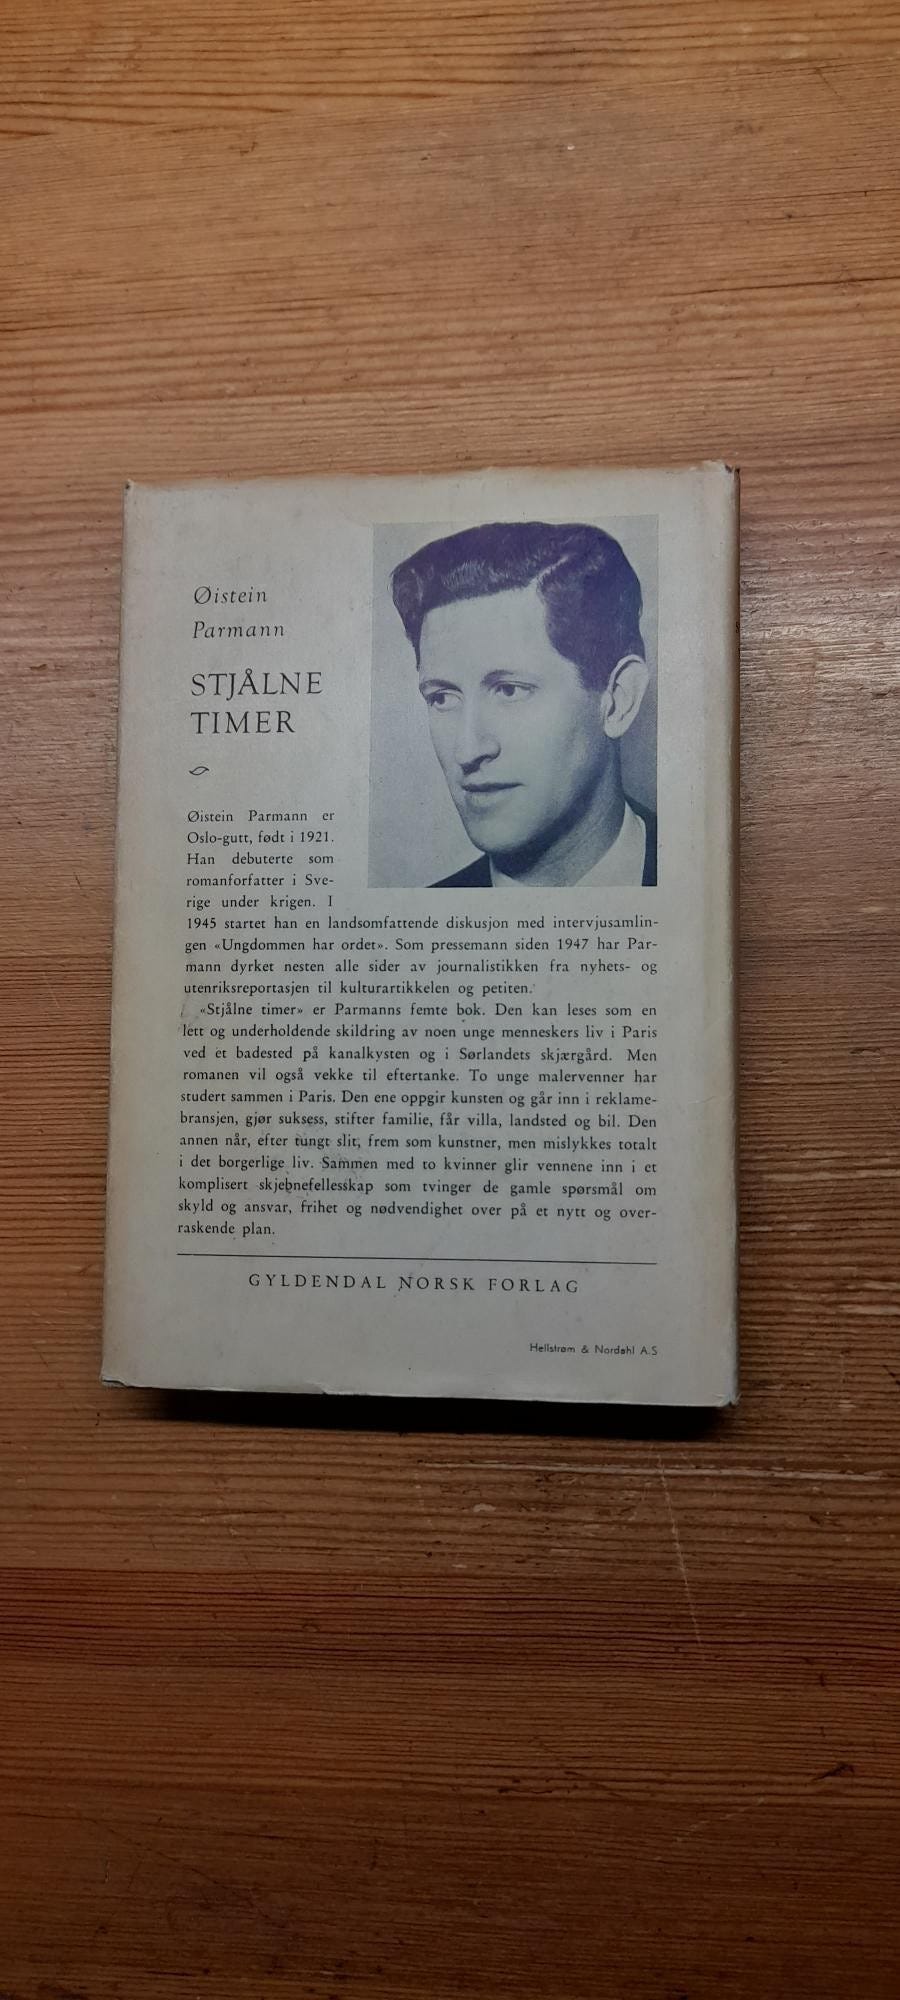 Øistein
Parmann
STJÅLNE
TIMER
Øistein Parmann er
Oslo-gutt, født i 1921.
Han debuterte som
romanforfatter i Sve-
rige under krigen. I
1945 startet han en landsomfattende diskusjon med intervjusamlin-
gen «Ungdommen har ordet». Som pressemann siden 1947 har Par-
mann dyrket nesten alle sider av journalistikken fra nyhets- og
utenriksreportasjen til kulturartikkelen og petiten.
«Stjålne timer» er Parmanns femte bok. Den kan leses som en
lett og underholdende skildring av noen unge menneskers liv i Paris
ved et badested på kanalkysten og i Sørlandets skjærgård. Men
romanen vil også vekke til eftertanke. To unge malervenner har
studert sammen i Paris. Den ene oppgir kunsten og går inn i reklame-
bransjen, gjør suksess, stifter familie, får villa, landsted og bil. Den
annen når, efter tungt slit, frem som kunstner, men mislykkes totalt
i det borgerlige liv. Sammen med to kvinner glir vennene inn i et
komplisert skjebnefellesskap som tvinger de gamle spørsmål om
skyld og ansvar, frihet og nødvendighet over på et nytt og over-
raskende plan.
GYLDENDAL NORSK FORLAG
Hellstrøm & Nordahl A.S